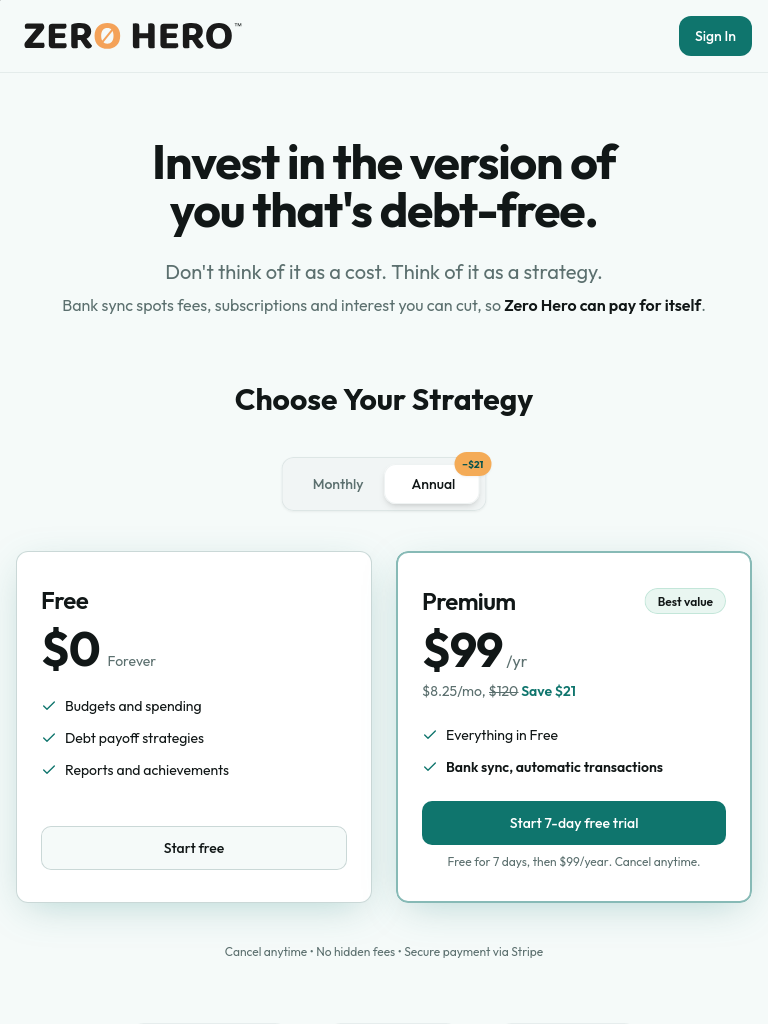 ZERO HERO™
Sign In
Invest in the version of
you that's debt-free.
Don't think of it as a cost. Think of it as a strategy.
Bank sync spots fees, subscriptions and interest you can cut, so Zero Hero can pay for itself.
Choose Your Strategy
Monthly
Annual
-$21
Free
$0 Forever
Budgets and spending
Debt payoff strategies
Reports and achievements
Start free
Premium
Best value
$99 /yr
$8.25/mo, $120 Save $21
Everything in Free
Bank sync, automatic transactions
Start 7-day free trial
Free for 7 days, then $99/year. Cancel anytime.
Cancel anytime • No hidden fees • Secure payment via Stripe